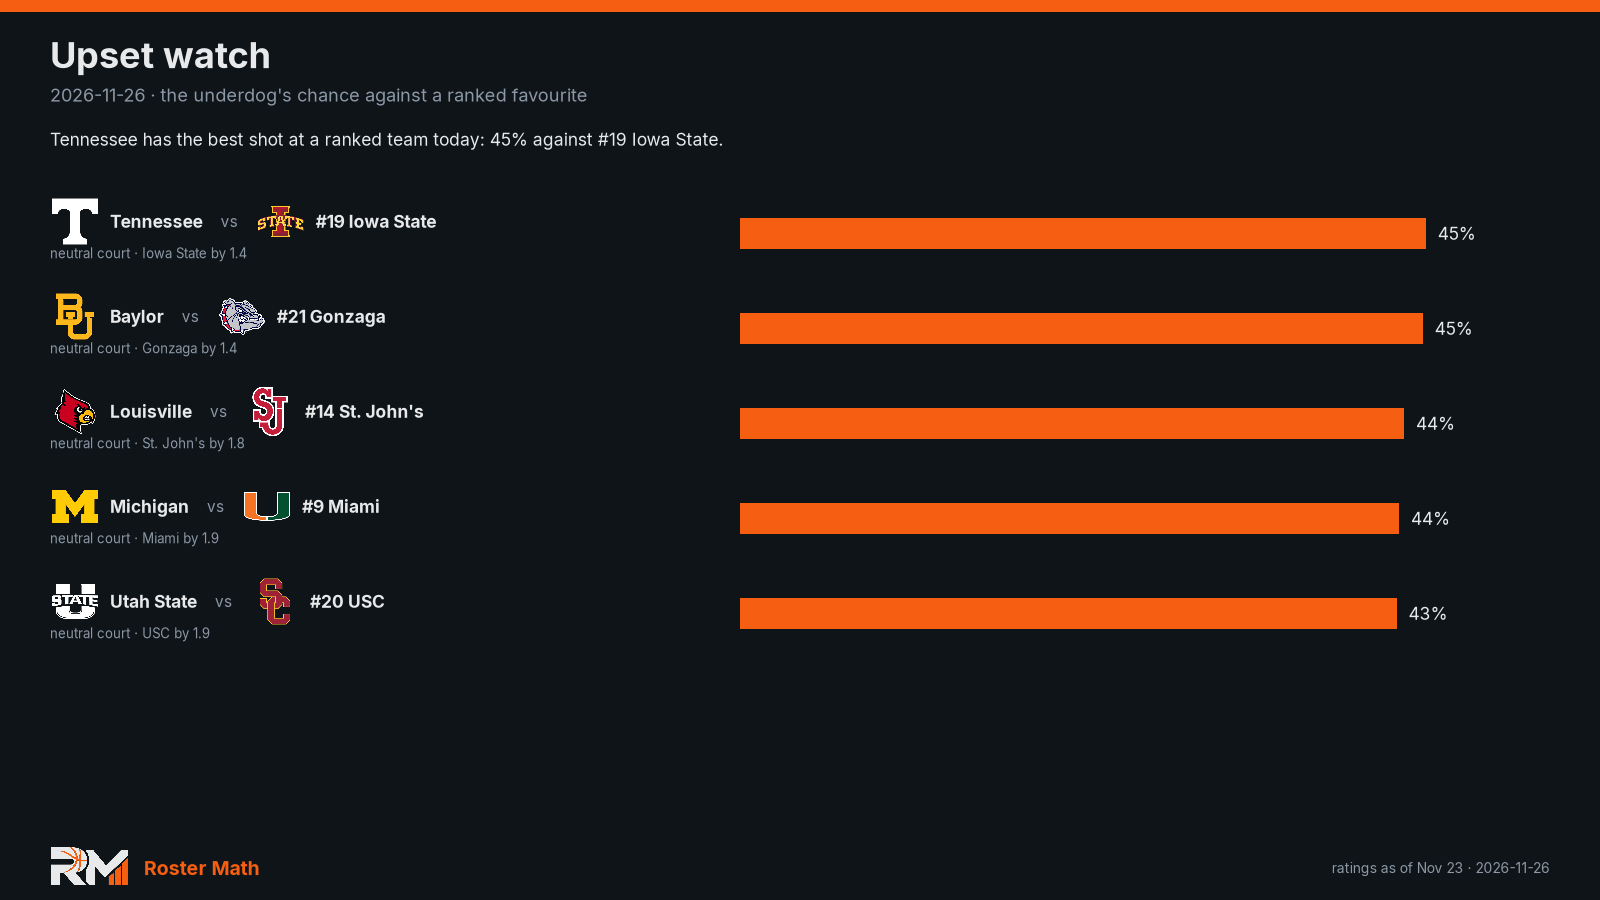 Upset watch
2026-11-26 · the underdog's chance against a ranked favourite
Tennessee has the best shot at a ranked team today: 45% against #19 Iowa State.
T Tennessee vs STATE #19 Iowa State 45%
neutral court · Iowa State by 1.4
BU Baylor vs #21 Gonzaga 45%
neutral court · Gonzaga by 1.4
Louisville vs STJ #14 St. John's 44%
neutral court · St. John's by 1.8
M Michigan vs U #9 Miami 44%
neutral court · Miami by 1.9
U STATE Utah State vs SC #20 USC 43%
neutral court · USC by 1.9
RM Roster Math
ratings as of Nov 23 · 2026-11-26